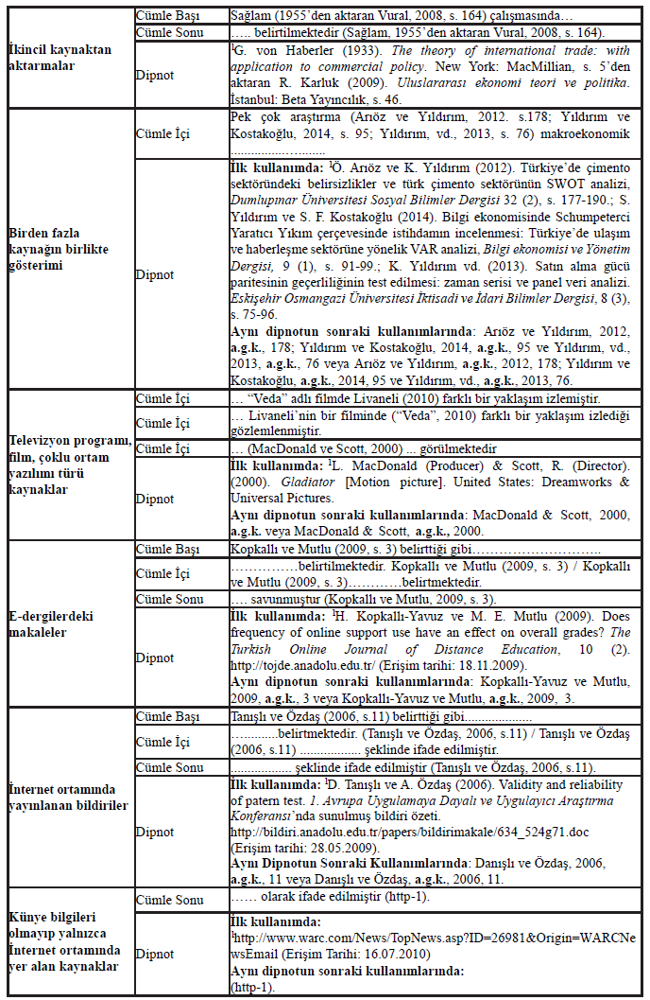 İkincil kaynaktan
aktarmalar
Cümle Başı
Sağlam (1955’den aktaran Vural, 2008, s. 164) çalışmasında…
Cümle Sonu
….. belirtilmektedir (Sağlam, 1955’den aktaran Vural, 2008, s. 164).
Dipnot
¹G. von Haberler (1933). The theory of international trade: with
application to commercial policy. New York: MacMillian, s. 5’den
aktaran R. Karluk (2009). Uluslararası ekonomi teori ve politika.
İstanbul: Beta Yayıncılık, s. 46.
Birden fazla
kaynağın birlikte
gösterimi
Cümle İçi
Pek çok araştırma (Arıöz ve Yıldırım, 2012. s.178; Yıldırım ve
Kostakoğlu, 2014, s. 95; Yıldırım, vd., 2013, s. 76) makroekonomik
……………..……..
Dipnot
İlk kullanımda: ¹Ö. Arıöz ve K. Yıldırım (2012). Türkiye’de çimento
sektöründeki belirsizlikler ve türk çimento sektörünün SWOT analizi,
Dumlupınar Üniversitesi Sosyal Bilimler Dergisi 32 (2), s. 177-190.; S.
Yıldırım ve S. F. Kostakoğlu (2014). Bilgi ekonomisinde Schumpeterci
Yaratıcı Yıkım çerçevesinde istihdamın incelenmesi: Türkiye’de ulaşım
ve haberleşme sektörüne yönelik VAR analizi, Bilgi ekonomisi ve Yönetim
Dergisi, 9 (1), s. 91-99.; K. Yıldırım vd. (2013). Satın alma gücü
paritesinin geçerliliğinin test edilmesi: zaman serisi ve panel veri analizi.
Eskişehir Osmangazi Üniversitesi İktisadi ve İdari Bilimler Dergisi, 8 (3),
s. 75-96.
Aynı dipnotun sonraki kullanımlarında: Arıöz ve Yıldırım, 2012,
a.g.k., 178; Yıldırım ve Kostakoğlu, 2014, a.g.k., 95 ve Yıldırım, vd.,
2013, a.g.k., 76 veya Arıöz ve Yıldırım, a.g.k., 2012, 178; Yıldırım ve
Kostakoğlu, a.g.k., 2014, 95 ve Yıldırım, vd., a.g.k., 2013, 76.
Televizyon programı,
film, çoklu ortam
yazılımı türü
kaynaklar
Cümle İçi
… “Veda” adlı filmde Livaneli (2010) farklı bir yaklaşım izlemiştir.
Cümle İçi
… Livaneli’nin bir filminde (“Veda”, 2010) farklı bir yaklaşım izlediği
gözlemlenmiştir.
Cümle İçi
… (MacDonald ve Scott, 2000) ... görülmektedir
Dipnot
İlk kullanımda: ¹L. MacDonald (Producer) & Scott, R. (Director).
(2000). Gladiator [Motion picture]. United States: Dreamworks &
Universal Pictures.
Aynı dipnotun sonraki kullanımlarında: MacDonald & Scott, 2000,
a.g.k. veya MacDonald & Scott, a.g.k., 2000.
E-dergilerdeki
makaleler
Cümle Başı
Kopkallı ve Mutlu (2009, s. 3) belirttiği gibi………………………..
Cümle İçi
……………belirtilmektedir. Kopkallı ve Mutlu (2009, s. 3) / Kopkallı
ve Mutlu (2009, s. 3)…………belirtmektedir.
Cümle Sonu
…. savunmuştur (Kopkallı ve Mutlu, 2009, s. 3).
Dipnot
İlk kullanımda: ¹H. Kopkallı-Yavuz ve M. E. Mutlu (2009). Does
frequency of online support use have an effect on overall grades? The
Turkish Online Journal of Distance Education, 10 (2).
http://tojde.anadolu.edu.tr/ (Erişim tarihi: 18.11.2009).
Aynı dipnotun sonraki kullanımlarında: Kopkallı-Yavuz ve Mutlu,
2009, a.g.k., 3 veya Kopkallı-Yavuz ve Mutlu, a.g.k., 2009, 3.
İnternet ortamında
yayınlanan bildiriler
Cümle Başı
Tanışlı ve Özdaş (2006, s.11) belirttiği gibi....................
Cümle İçi
…..........belirtmektedir. (Tanışlı ve Özdaş, 2006, s.11) / Tanışlı ve Özdaş
(2006, s.11) .................. şeklinde ifade edilmiştir.
Cümle Sonu
.................. şeklinde ifade edilmiştir (Tanışlı ve Özdaş, 2006, s.11).
Dipnot
İlk kullanımda: ¹D. Tanışlı ve A. Özdaş (2006). Validity and reliability
of patern test. 1. Avrupa Uygulamaya Dayalı ve Uygulayıcı Araştırma
Konferansı’nda sunulmuş bildiri özeti.
http://bildiri.anadolu.edu.tr/papers/bildirimakale/634_524g71.doc
(Erişim tarihi: 28.05.2009).
Aynı Dipnotun Sonraki Kullanımlarında: Danışlı ve Özdaş, 2006,
a.g.k., 11 veya Danışlı ve Özdaş, a.g.k., 2006, 11.
Künye bilgileri
olmayıp yalnızca
İnternet ortamında
yer alan kaynaklar
Cümle Sonu
…… olarak ifade edilmiştir (http-1).
Dipnot
İlk kullanımda:
¹http://www.warc.com/News/TopNews.asp?ID=26981&Origin=WARCNe
wsEmail (Erişim Tarihi: 16.07.2010)
Aynı dipnotun sonraki kullanımlarında:
(http-1).